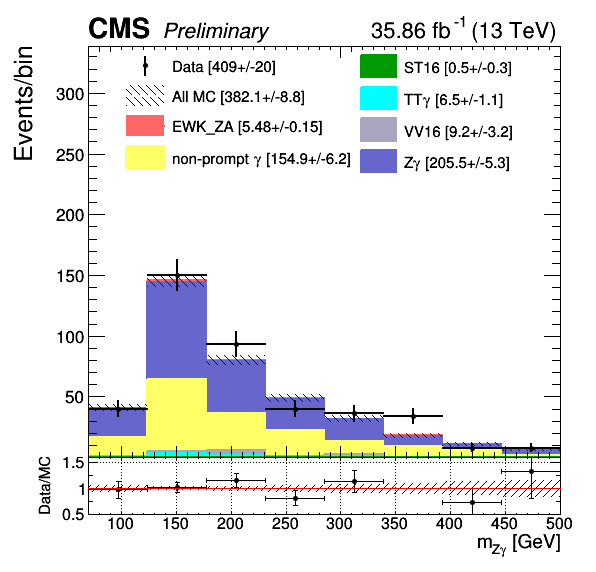 CMS Preliminary 35.86 fb⁻¹ (13 TeV)
Events/bin
Data [409+/-20]
All MC [382.1+/-8.8]
EWK_ZA [5.48+/-0.15]
non-prompt γ [154.9+/-6.2]
ST16 [0.5+/-0.3]
TTγ [6.5+/-1.1]
VV16 [9.2+/-3.2]
Zγ [205.5+/-5.3]
300
250
200
150
100
50
Data/MC
1.5
1
0.5
100 150 200 250 300 350 400 450 500
m_Zγ [GeV]